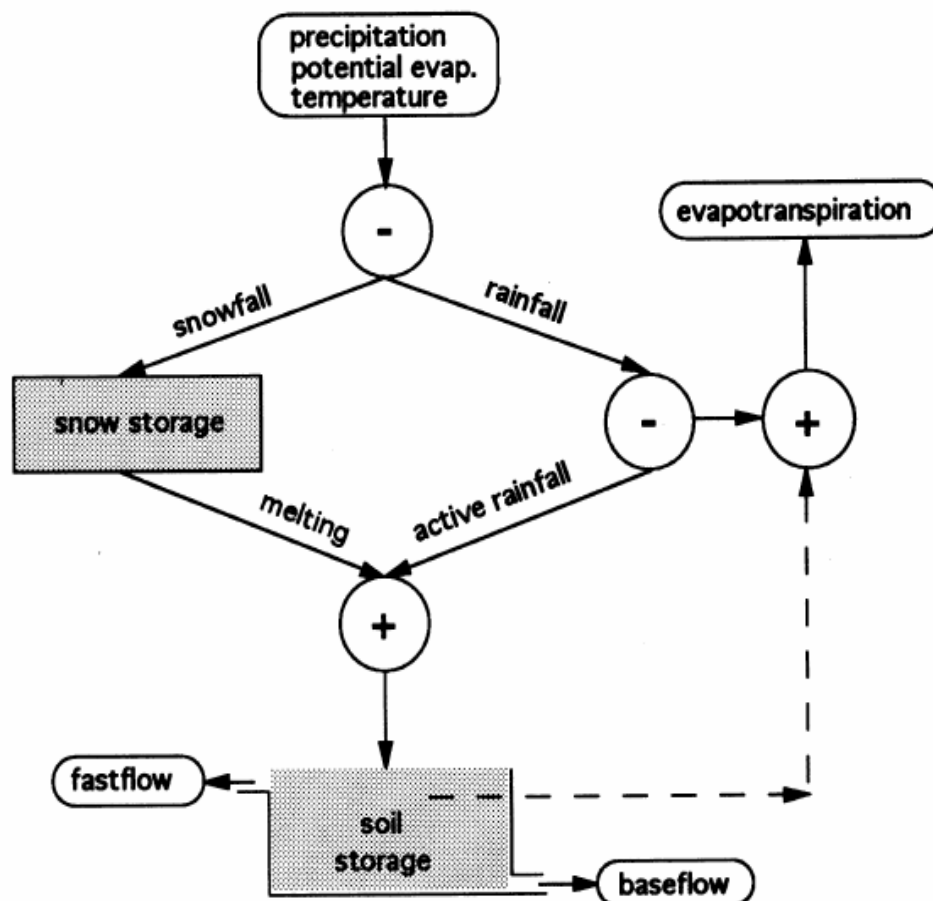 precipitation
potential evap.
temperature
-
evapotranspiration
snowfall
rainfall
snow storage
-
+
melting
active rainfall
+
fastflow
soil
storage
baseflow